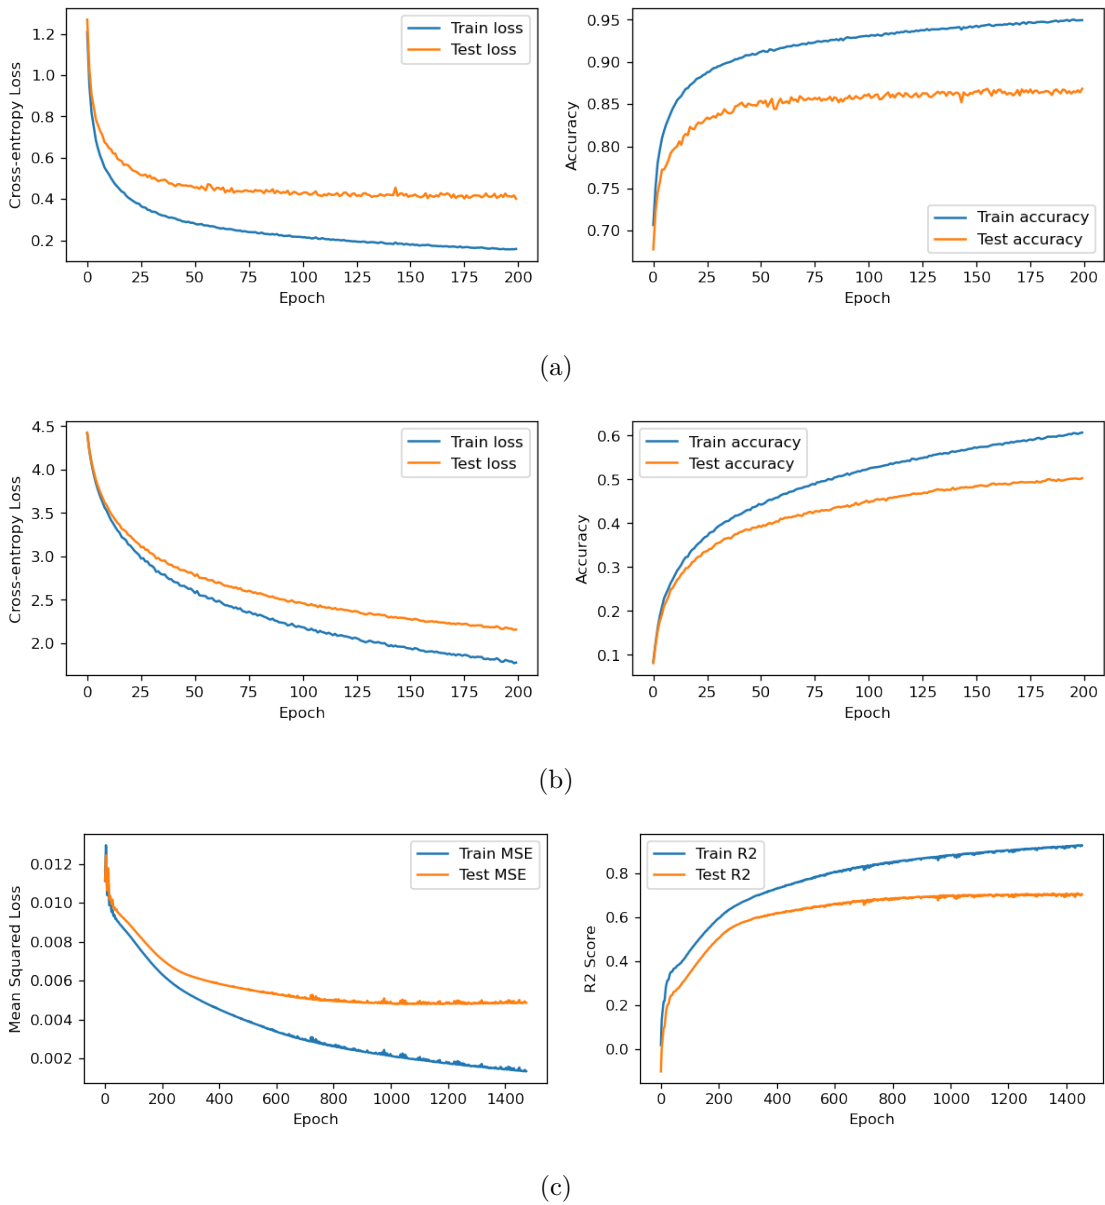 Train loss
Test loss
1.2
1.0
0.8
0.6
0.4
0.2
Cross-entropy Loss
0 25 50 75 100 125 150 175 200
Epoch
0.95
0.90
0.85
0.80
0.75
0.70
Accuracy
Train accuracy
Test accuracy
0 25 50 75 100 125 150 175 200
Epoch
(a)
Train loss
Test loss
4.5
4.0
3.5
3.0
2.5
2.0
Cross-entropy Loss
0 25 50 75 100 125 150 175 200
Epoch
Train accuracy
Test accuracy
0.6
0.5
0.4
0.3
0.2
0.1
Accuracy
0 25 50 75 100 125 150 175 200
Epoch
(b)
Train MSE
Test MSE
0.012
0.010
0.008
0.006
0.004
0.002
Mean Squared Loss
0 200 400 600 800 1000 1200 1400
Epoch
Train R2
Test R2
0.8
0.6
0.4
0.2
0.0
R2 Score
0 200 400 600 800 1000 1200 1400
Epoch
(c)